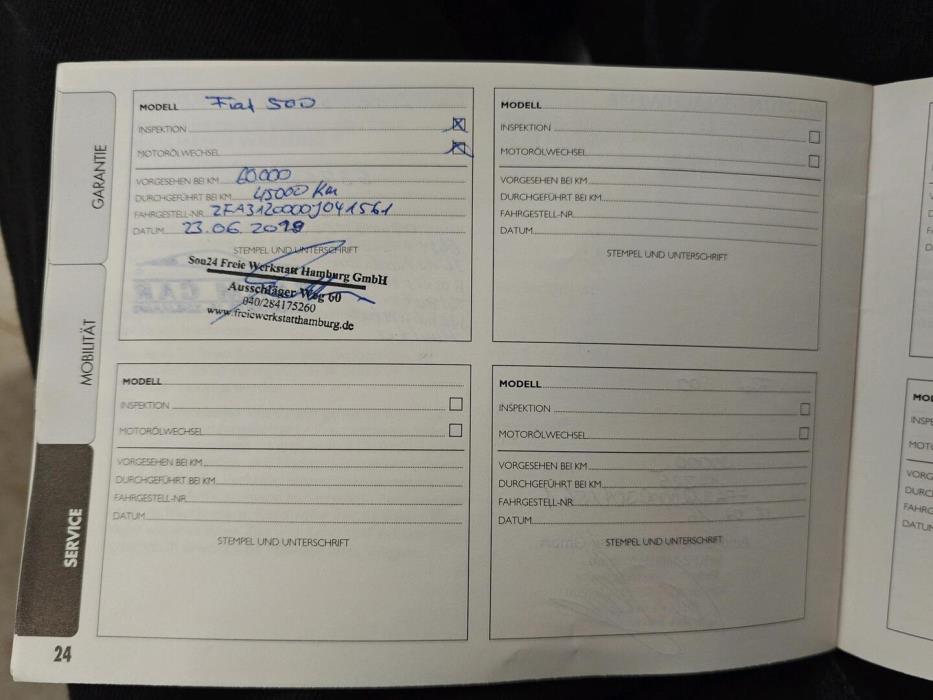 GARANTIE
MOBILITÄT
SERVICE
MODELL Fiat 500
INSPEKTION
MOTORÖLWECHSEL
VORGESEHEN BEI KM 60000
DURCHGEFÜHRT BEI KM 45000 Km
FAHRGESTELL-NR. ZFA3120000J041561
DATUM 23.06.2019
STEMPEL UND UNTERSCHRIFT
Sou24 Freie Werkstatt Hamburg GmbH
Ausschläger Weg 60
040/284175260
www.freiewerkstatthamburg.de
MODELL
INSPEKTION
MOTORÖLWECHSEL
VORGESEHEN BEI KM
DURCHGEFÜHRT BEI KM
FAHRGESTELL-NR.
DATUM
STEMPEL UND UNTERSCHRIFT
MODELL
INSPEKTION
MOTORÖLWECHSEL
VORGESEHEN BEI KM
DURCHGEFÜHRT BEI KM
FAHRGESTELL-NR.
DATUM
STEMPEL UND UNTERSCHRIFT
MODELL
INSPEKTION
MOTORÖLWECHSEL
VORGESEHEN BEI KM
DURCHGEFÜHRT BEI KM
FAHRGESTELL-NR.
DATUM
STEMPEL UND UNTERSCHRIFT
24